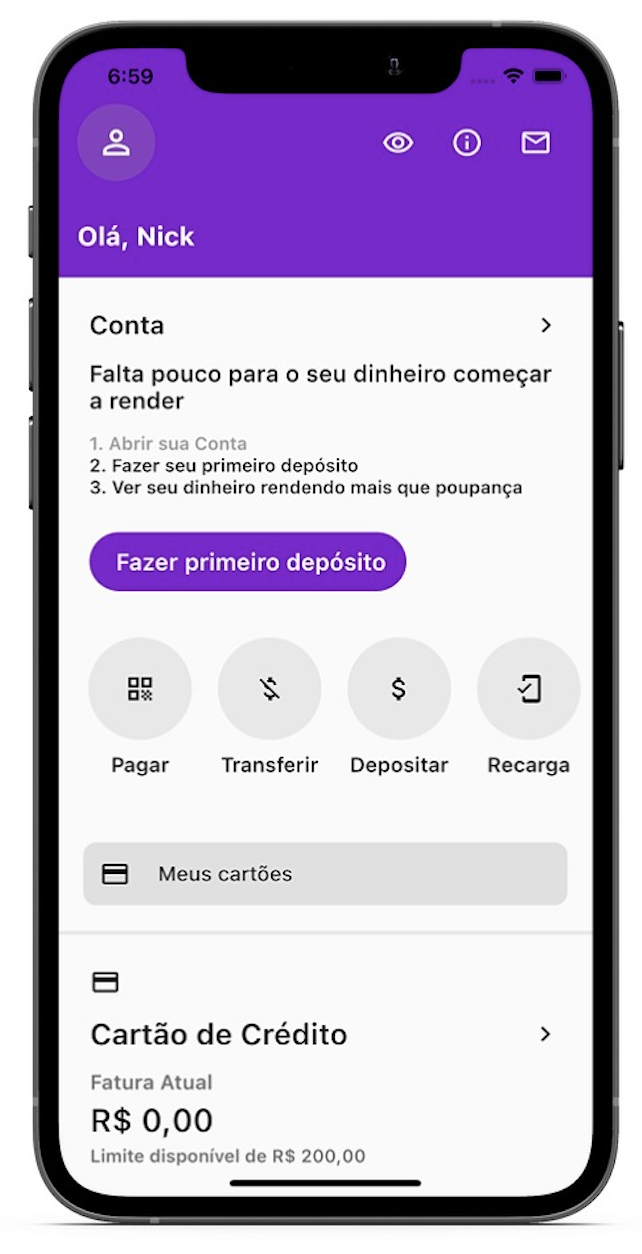 6:59
Olá, Nick
Conta
Falta pouco para o seu dinheiro começar
a render
1. Abrir sua Conta
2. Fazer seu primeiro depósito
3. Ver seu dinheiro rendendo mais que poupança
Fazer primeiro depósito
Pagar Transferir Depositar Recarga
Meus cartões
Cartão de Crédito
Fatura Atual
R$ 0,00
Limite disponível de R$ 200,00